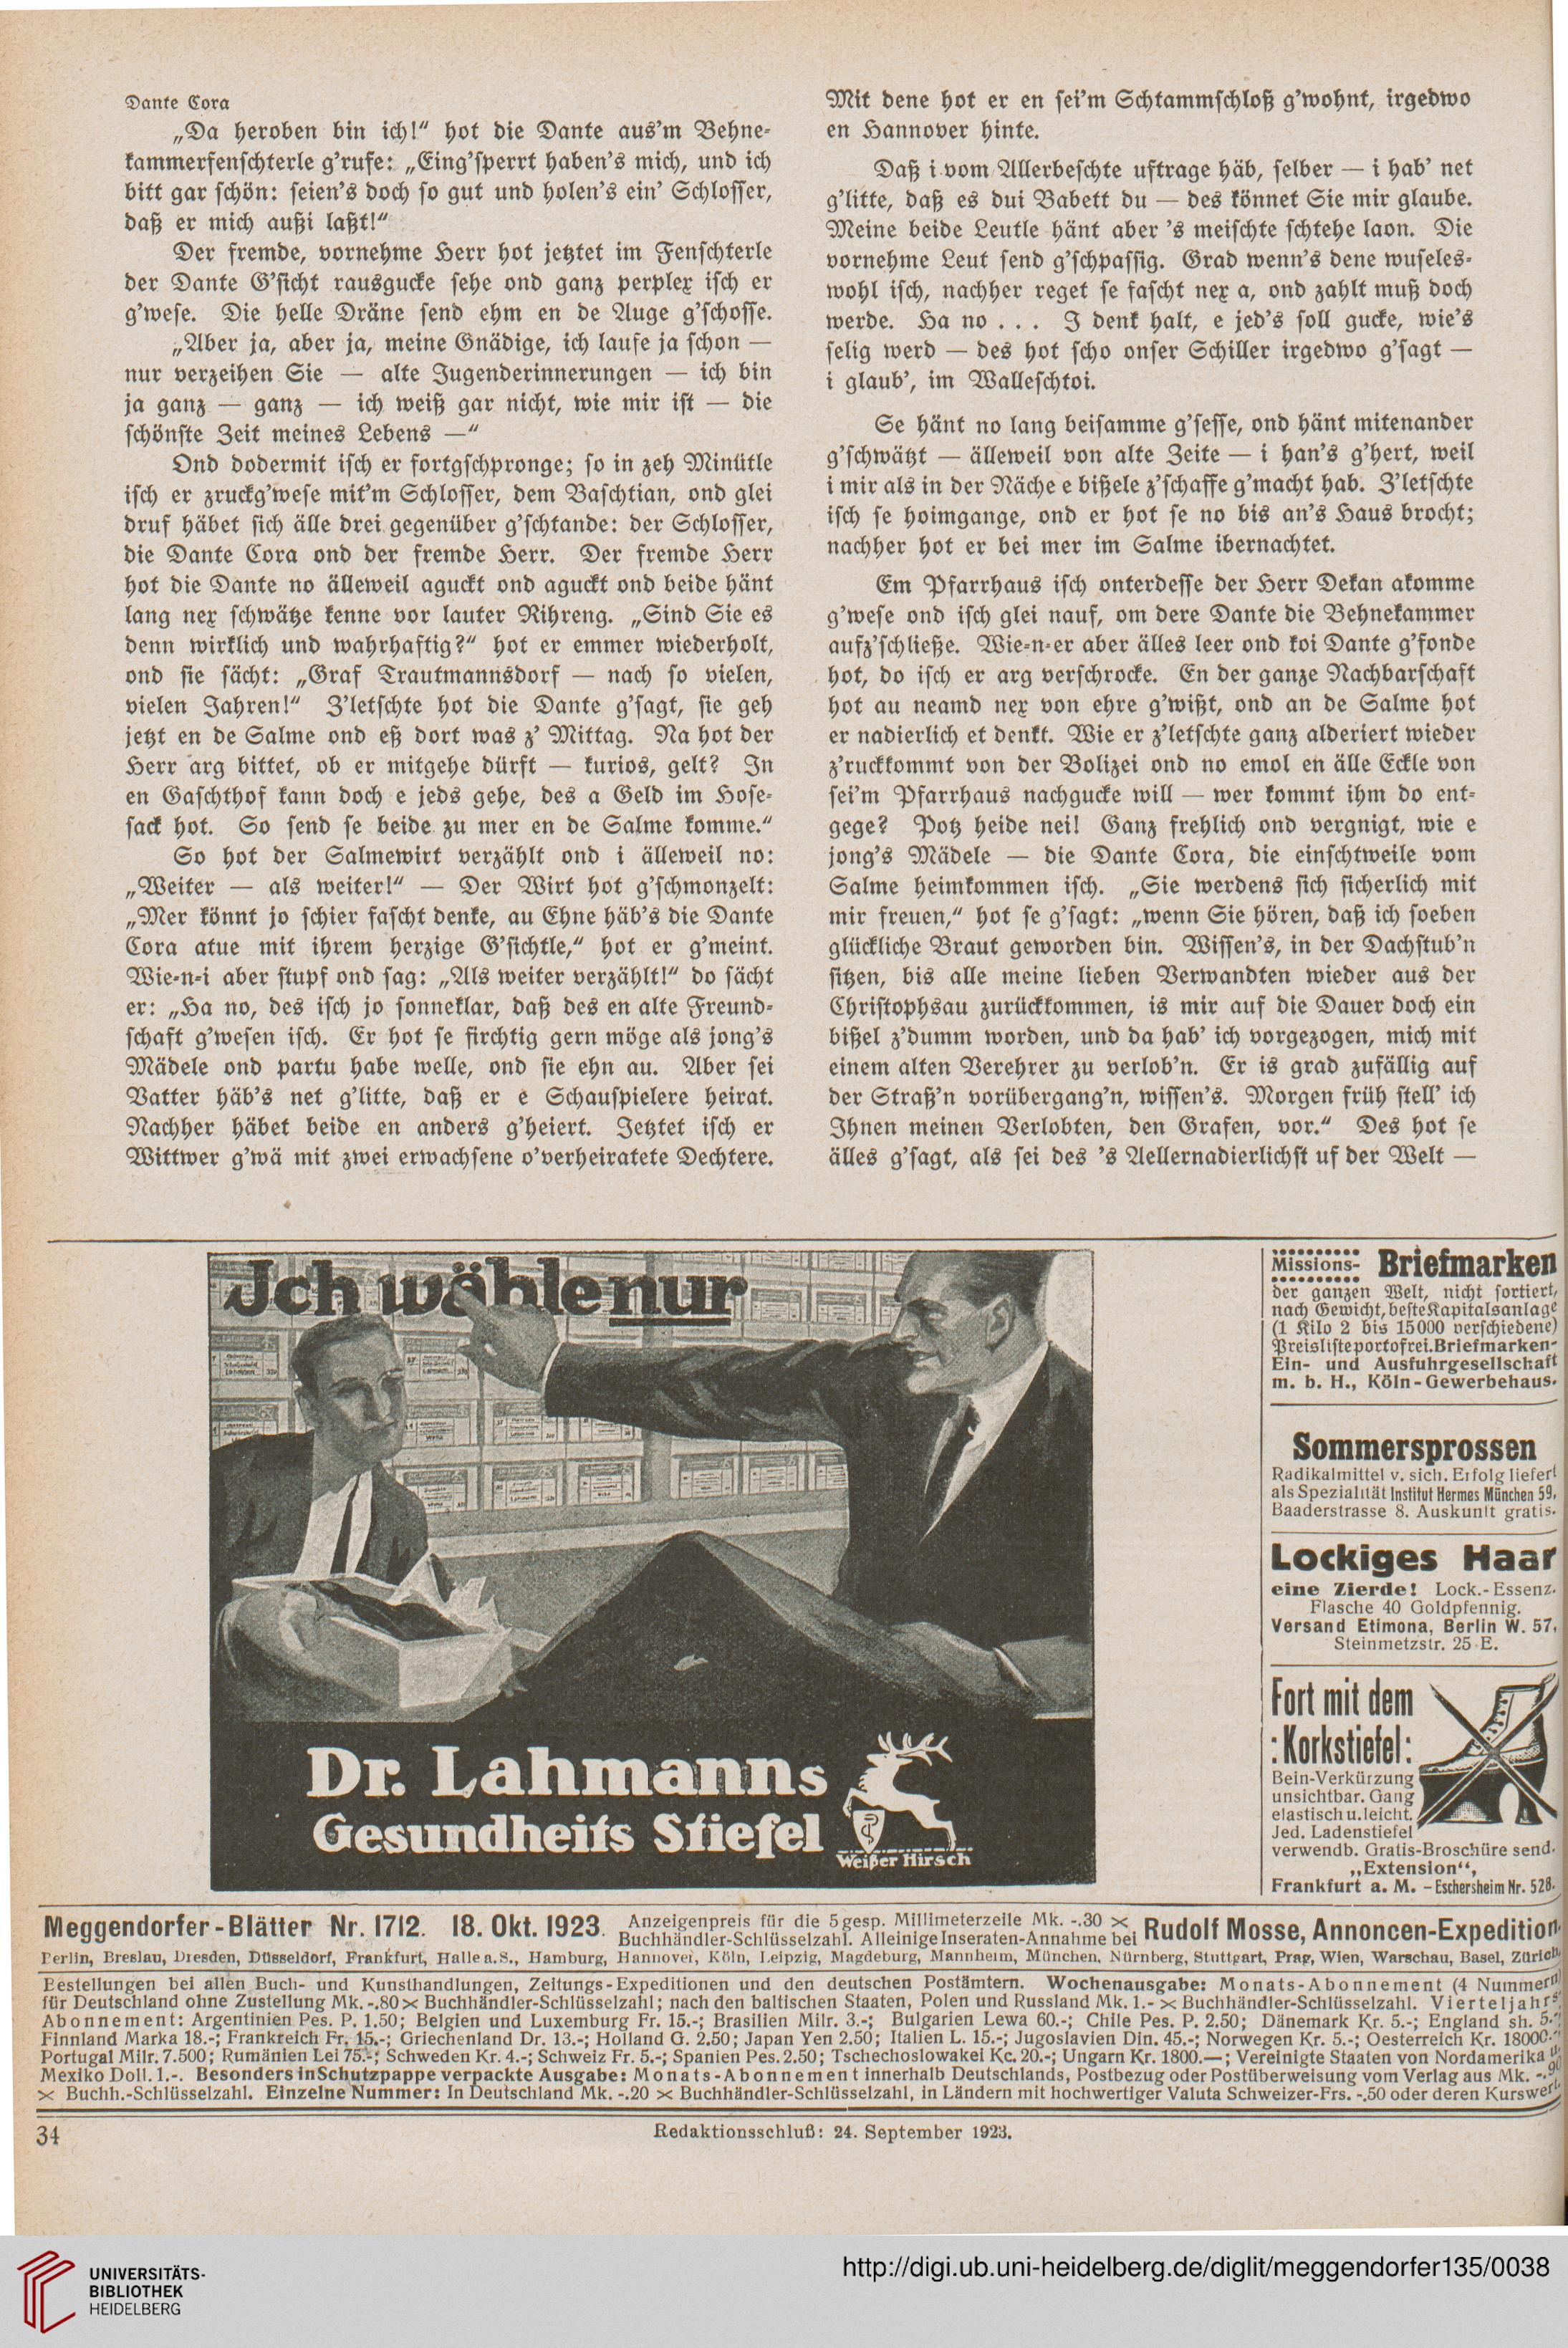 Dante Cora
„Da heroben bin ich!“ hot die Dante aus'm Behne-
kammerfenschterle g'rufe: „Eing'sperrt haben's mich, und ich
bitt gar schön: seien's doch so gut und holen's ein' Schlosser,
daß er mich außi laßt!“
Der fremde, vornehme Herr hot jetztet im Fenschterle
der Dante G'sicht rausgucke sehe ond ganz perplex isch er
g'wese. Die helle Dräne send ehm en de Auge g'schosse.
„Aber ja, aber ja, meine Gnädige, ich laufe ja schon —
nur verzeihen Sie — alte Jugenderinnerungen — ich bin
ja ganz — ganz — ich weiß gar nicht, wie mir ist — die
schönste Zeit meines Lebens —“
Ond dodermit isch er fortgschpronge; so in zeh Minütle
isch er zruckg'wese mit'm Schlosser, dem Baschtian, ond glei
druf häbet sich älle drei gegenüber g'schtande: der Schlosser,
die Dante Cora ond der fremde Herr. Der fremde Herr
hot die Dante no älleweil aguckt ond aguckt ond beide hänt
lang nex schwätze kenne vor lauter Rihreng. „Sind Sie es
denn wirklich und wahrhaftig?“ hot er emmer wiederholt,
ond sie sächt: „Graf Trautmannsdorf — nach so vielen,
vielen Jahren!“ Z'letschte hot die Dante g'sagt, sie geh
jetzt en de Salme ond eß dort was z' Mittag. Na hot der
Herr arg bittet, ob er mitgehe dürft — kurios, gelt? In
en Gaschthof kann doch e jeds gehe, des a Geld im Hose-
sack hot. So send se beide zu mer en de Salme komme.“
So hot der Salmewirt verzählt ond i älleweil no:
„Weiter — als weiter!“ — Der Wirt hot g'schmonzelt:
„Mer könnt jo schier fascht denke, au Ehne häb's die Dante
Cora atue mit ihrem herzige G'sichtle,“ hot er g'meint.
Wie-n-i aber stupf ond sag: „Als weiter verzählt!“ do sächt
er: „Ha no, des isch jo sonneklar, daß des en alte Freund-
schaft g'wesen isch. Er hot se firchtig gern möge als jong's
Mädele ond partu habe welle, ond sie ehn au. Aber sei
Vatter häb's net g'litte, daß er e Schauspielere heirat.
Nachher häbet beide en anders g'heiert. Jetztet isch er
Wittwer g'wä mit zwei erwachsene o'verheiratete Dechtere.
Mit dene hot er en sei'm Schtammschloß g'wohnt, irgedwo
en Hannover hinte.
Daß i vom Allerbeschte uftrage häb, selber — i hab' net
g'litte, daß es dui Babett du — des könnet Sie mir glaube.
Meine beide Leutle hänt aber 's meischte schtehe laon. Die
vornehme Leut send g'schpassig. Grad wenn's dene wuseles-
wohl isch, nachher reget se fascht nex a, ond zahlt muß doch
werde. Ha no . . . I denk halt, e jed's soll gucke, wie's
selig werd — des hot scho onser Schiller irgedwo g'sagt —
i glaub', im Walleschtoi.
Se hänt no lang beisamme g'sesse, ond hänt mitenander
g'schwätzt — älleweil von alte Zeite — i han's g'hert, weil
i mir als in der Näche e bißele z'schaffe g'macht hab. Z'letschte
isch se hoimgange, ond er hot se no bis an's Haus brocht;
nachher hot er bei mer im Salme ibernachtet.
Em Pfarrhaus isch onterdesse der Herr Dekan akomme
g'wese ond isch glei nauf, om dere Dante die Behnekammer
aufz'schließe. Wie-n-er aber älles leer ond koi Dante g'fonde
hot, do isch er arg verschrocke. En der ganze Nachbarschaft
hot au neamd nex von ehre g'wißt, ond an de Salme hot
er nadierlich et denkt. Wie er z'letschte ganz alderiert wieder
z'ruckkommt von der Bolizei ond no emol en älle Eckle von
sei'm Pfarrhaus nachgucke will — wer kommt ihm do ent-
gege? Potz heide nei! Ganz frehlich ond vergnigt, wie e
jong's Mädele — die Dante Cora, die einschtweile vom
Salme heimkommen isch. „Sie werdens sich sicherlich mit
mir freuen,“ hot se g'sagt: „wenn Sie hören, daß ich soeben
glückliche Braut geworden bin. Wissen's, in der Dachstub'n
sitzen, bis alle meine lieben Verwandten wieder aus der
Christophsau zurückkommen, is mir auf die Dauer doch ein
bißel z'dumm worden, und da hab' ich vorgezogen, mich mit
einem alten Verehrer zu verlob'n. Er is grad zufällig auf
der Straß'n vorübergang'n, wissen's. Morgen früh stell' ich
Ihnen meinen Verlobten, den Grafen, vor.“ Des hot se
älles g'sagt, als sei des 's Aellernadierlichst uf der Welt —
Ich wähle nur
Dr. Lahmanns
Gesundheits Stiefel
Weißer Hirsch
Missions- Briefmarken
der ganzen Welt, nicht sortiert,
nach Gewicht, beste Kapitalsanlage
(1 Kilo 2 bis 15000 verschiedene)
Preisliste portofrei. Briefmarken-
Ein- und Ausfuhrgesellschaft
m. b. H., Köln-Gewerbehaus.
Sommersprossen
Radikalmittel v. sich. Erfolg liefert
als Spezialität Institut Hermes München 59,
Baaderstrasse 8. Auskunft gratis.
Lockiges Haar
eine Zierde! Lock.-Essenz.
Flasche 40 Goldpfennig.
Versand Etimona, Berlin W. 57,
Steinmetzstr. 25 E.
Fort mit dem
: Korkstiefel :
Bein-Verkürzung
unsichtbar. Gang
elastisch u. leicht.
Jed. Ladenstiefel
verwendb. Gratis-Broschüre send.
„Extension“,
Frankfurt a. M. – Eschersheim Nr. 528.
Meggendorfer-Blätter Nr. 1712. 18. Okt. 1923. Anzeigenpreis für die 5 gesp. Millimeterzeile Mk. -.30 ×
Buchhändler-Schlüsselzahl. Alleinige Inseraten-Annahme bei Rudolf Mosse, Annoncen-Expedition
Berlin, Breslau, Dresden, Düsseldorf, Frankfurt, Halle a. S., Hamburg, Hannover, Köln, Leipzig, Magdeburg, Mannheim, München, Nürnberg, Stuttgart, Prag, Wien, Warschau, Basel, Zürich.
Bestellungen bei allen Buch- und Kunsthandlungen, Zeitungs-Expeditionen und den deutschen Postämtern. Wochenausgabe: Monats-Abonnement (4 Nummern)
für Deutschland ohne Zustellung Mk. -.80 × Buchhändler-Schlüsselzahl; nach den baltischen Staaten, Polen und Russland Mk. 1.- × Buchhändler-Schlüsselzahl. Vierteljahrs-
Abonnement: Argentinien Pes. P. 1.50; Belgien und Luxemburg Fr. 15.-; Brasilien Milr. 3.-; Bulgarien Lewa 60.-; Chile Pes. P. 2.50; Dänemark Kr. 5.-; England sh. 5.-;
Finnland Marka 18.-; Frankreich Fr. 15.-; Griechenland Dr. 13.-; Holland G. 2.50; Japan Yen 2.50; Italien L. 15.-; Jugoslavien Din. 45.-; Norwegen Kr. 5.-; Oesterreich Kr. 18000.-;
Portugal Milr. 7.500; Rumänien Lei 75.-; Schweden Kr. 4.-; Schweiz Fr. 5.-; Spanien Pes. 2.50; Tschechoslowakei Kc. 20.-; Ungarn Kr. 1800.—; Vereinigte Staaten von Nordamerika u.
Mexiko Doll. 1.-. Besonders in Schutzpappe verpackte Ausgabe: Monats-Abonnement innerhalb Deutschlands, Postbezug oder Postüberweisung vom Verlag aus Mk. -.90
× Buchh.-Schlüsselzahl. Einzelne Nummer: In Deutschland Mk. -.20 × Buchhändler-Schlüsselzahl, in Ländern mit hochwertiger Valuta Schweizer-Frs. -.50 oder deren Kurswert.
34
Redaktionsschluß: 24. September 1923.
UNIVERSITÄTS-
BIBLIOTHEK
HEIDELBERG
http://digi.ub.uni-heidelberg.de/diglit/meggendorfer135/0038